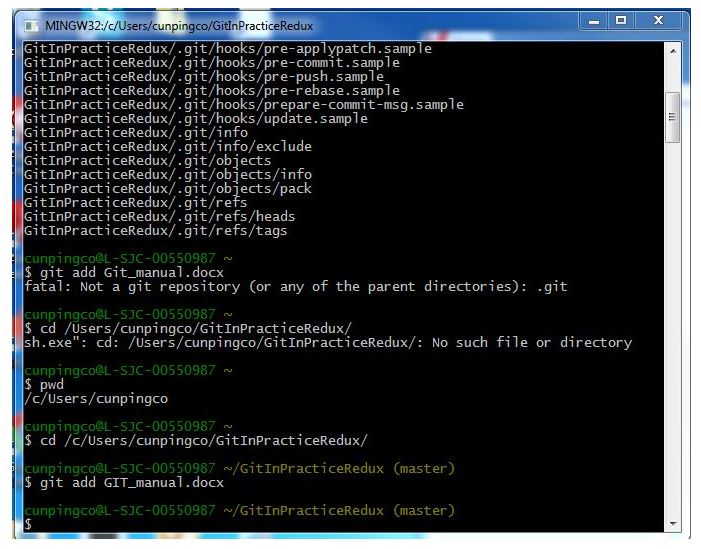 MINGW32:/c/Users/cunpingco/GitInPracticeRedux
GitInPracticeRedux/.git/hooks/pre-applypatch.sample
GitInPracticeRedux/.git/hooks/pre-commit.sample
GitInPracticeRedux/.git/hooks/pre-push.sample
GitInPracticeRedux/.git/hooks/pre-rebase.sample
GitInPracticeRedux/.git/hooks/prepare-commit-msg.sample
GitInPracticeRedux/.git/hooks/update.sample
GitInPracticeRedux/.git/info
GitInPracticeRedux/.git/info/exclude
GitInPracticeRedux/.git/objects
GitInPracticeRedux/.git/objects/info
GitInPracticeRedux/.git/objects/pack
GitInPracticeRedux/.git/refs
GitInPracticeRedux/.git/refs/heads
GitInPracticeRedux/.git/refs/tags
cunpingco@L-SJC-00550987 ~
$ git add Git_manual.docx
fatal: Not a git repository (or any of the parent directories): .git
cunpingco@L-SJC-00550987 ~
$ cd /Users/cunpingco/GitInPracticeRedux/
sh.exe": cd: /Users/cunpingco/GitInPracticeRedux/: No such file or directory
cunpingco@L-SJC-00550987 ~
$ pwd
/c/Users/cunpingco
cunpingco@L-SJC-00550987 ~
$ cd /c/Users/cunpingco/GitInPracticeRedux/
cunpingco@L-SJC-00550987 ~/GitInPracticeRedux (master)
$ git add GIT_manual.docx
cunpingco@L-SJC-00550987 ~/GitInPracticeRedux (master)
$